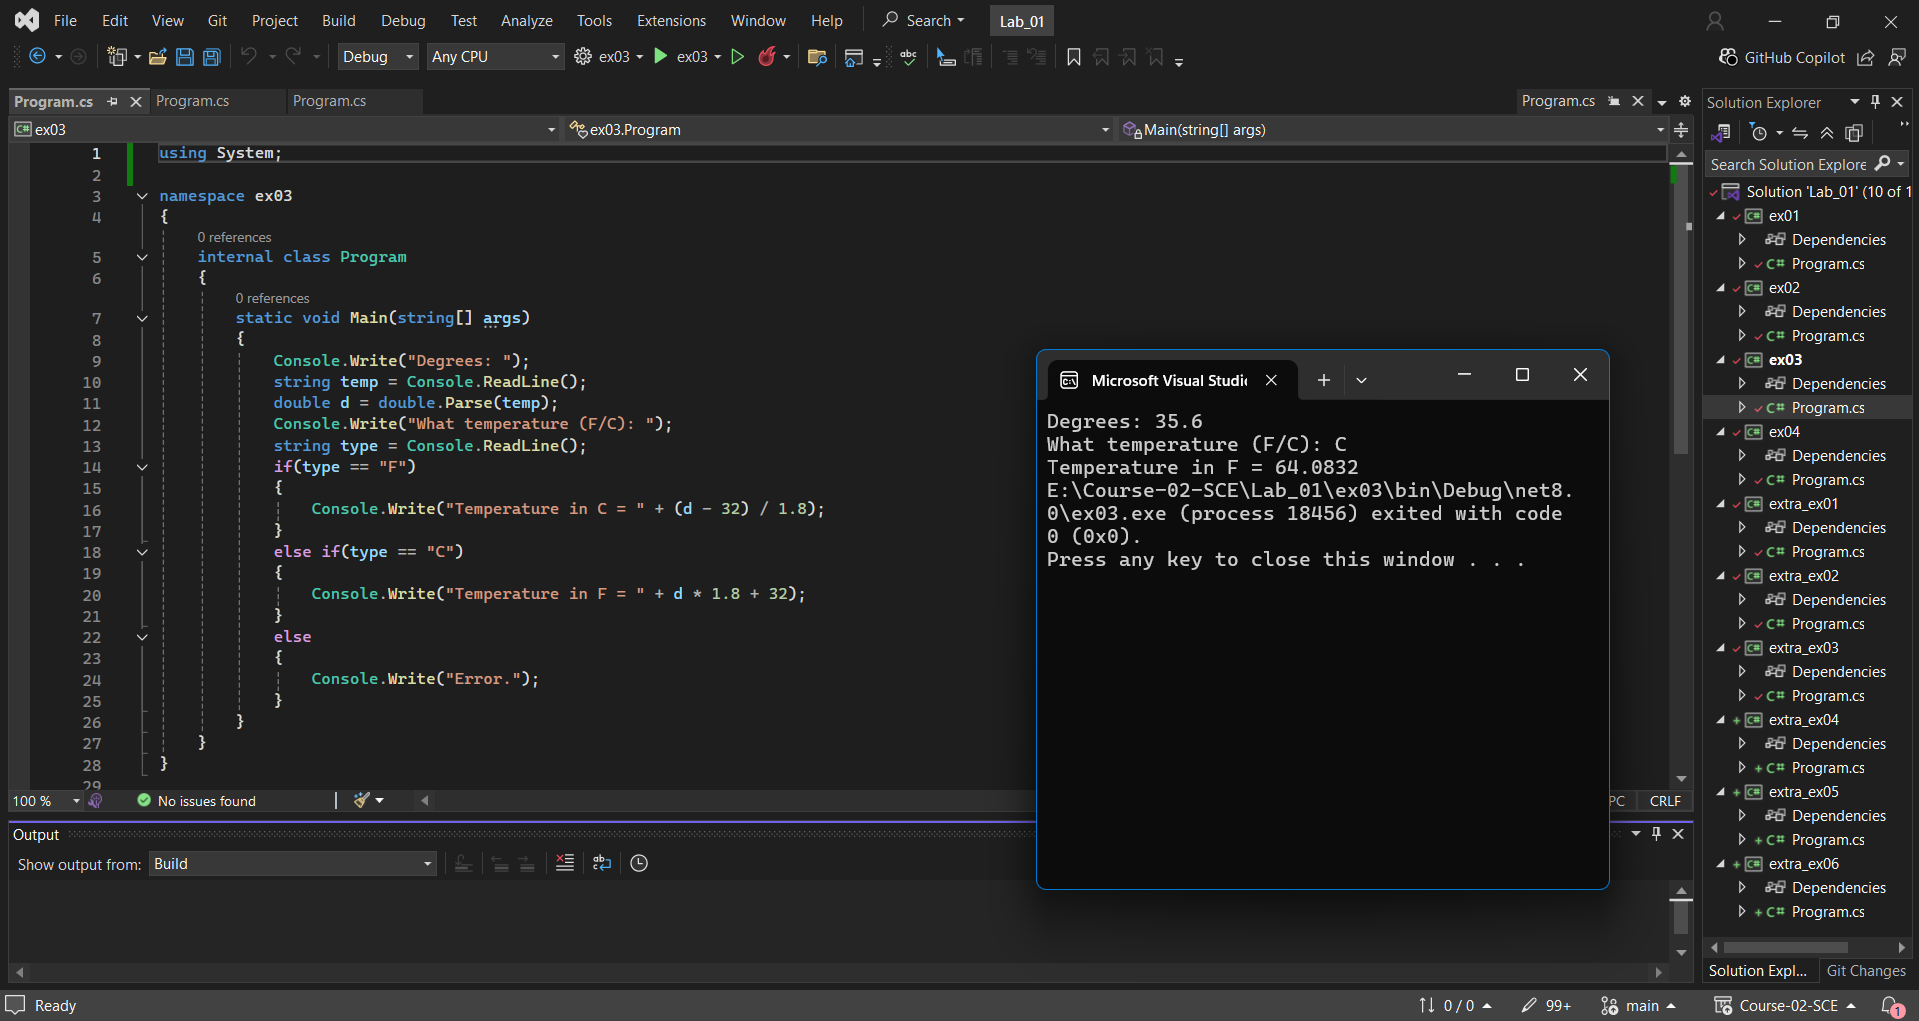 File Edit View Git Project Build Debug Test Analyze Tools Extensions Window Help Search Lab_01
Debug Any CPU ex03 ex03 GitHub Copilot
Program.cs Program.cs Program.cs Program.cs
ex03 ex03.Program Main(string[] args)
1 using System;
2
3 namespace ex03
4 {
0 references
5 internal class Program
6 {
0 references
7 static void Main(string[] args)
8 {
9 Console.Write("Degrees: ");
10 string temp = Console.ReadLine();
11 double d = double.Parse(temp);
12 Console.Write("What temperature (F/C): ");
13 string type = Console.ReadLine();
14 if(type == "F")
15 {
16 Console.Write("Temperature in C = " + (d - 32) / 1.8);
17 }
18 else if(type == "C")
19 {
20 Console.Write("Temperature in F = " + d * 1.8 + 32);
21 }
22 else
23 {
24 Console.Write("Error.");
25 }
26 }
27 }
28 }
29
100 % No issues found PC CRLF
Output
Show output from: Build
Microsoft Visual Studi
Degrees: 35.6
What temperature (F/C): C
Temperature in F = 64.0832
E:\Course-02-SCE\Lab_01\ex03\bin\Debug\net8.
0\ex03.exe (process 18456) exited with code
0 (0x0).
Press any key to close this window . . .
Solution Explorer
Search Solution Explore
Solution 'Lab_01' (10 of 1
C# ex01
Dependencies
C# Program.cs
C# ex02
Dependencies
C# Program.cs
C# ex03
Dependencies
C# Program.cs
C# ex04
Dependencies
C# Program.cs
C# extra_ex01
Dependencies
C# Program.cs
C# extra_ex02
Dependencies
C# Program.cs
C# extra_ex03
Dependencies
C# Program.cs
C# extra_ex04
Dependencies
C# Program.cs
C# extra_ex05
Dependencies
C# Program.cs
C# extra_ex06
Dependencies
C# Program.cs
Solution Expl... Git Changes
Ready 0 / 0 99+ main Course-02-SCE 1